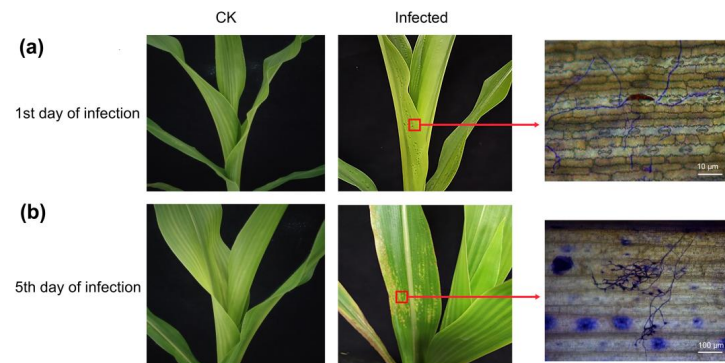 CK
Infected
(a)
1st day of infection
10 µm
(b)
5th day of infection
100 µm